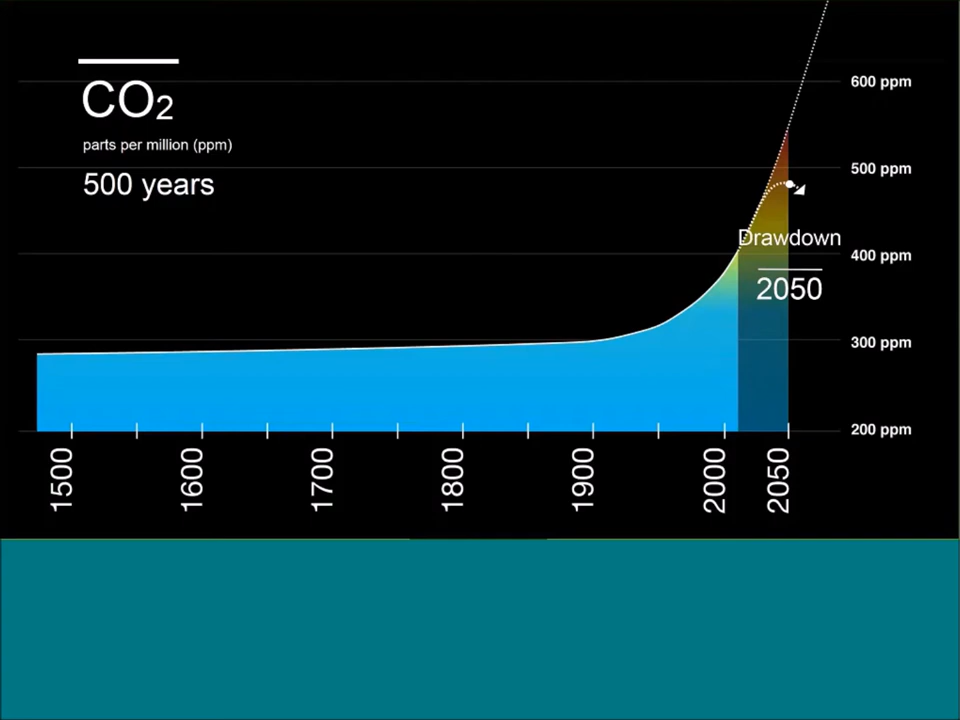 CO2
parts per million (ppm)
500 years
600 ppm
500 ppm
400 ppm
300 ppm
200 ppm
Drawdown
2050
1500
1600
1700
1800
1900
2000
2050